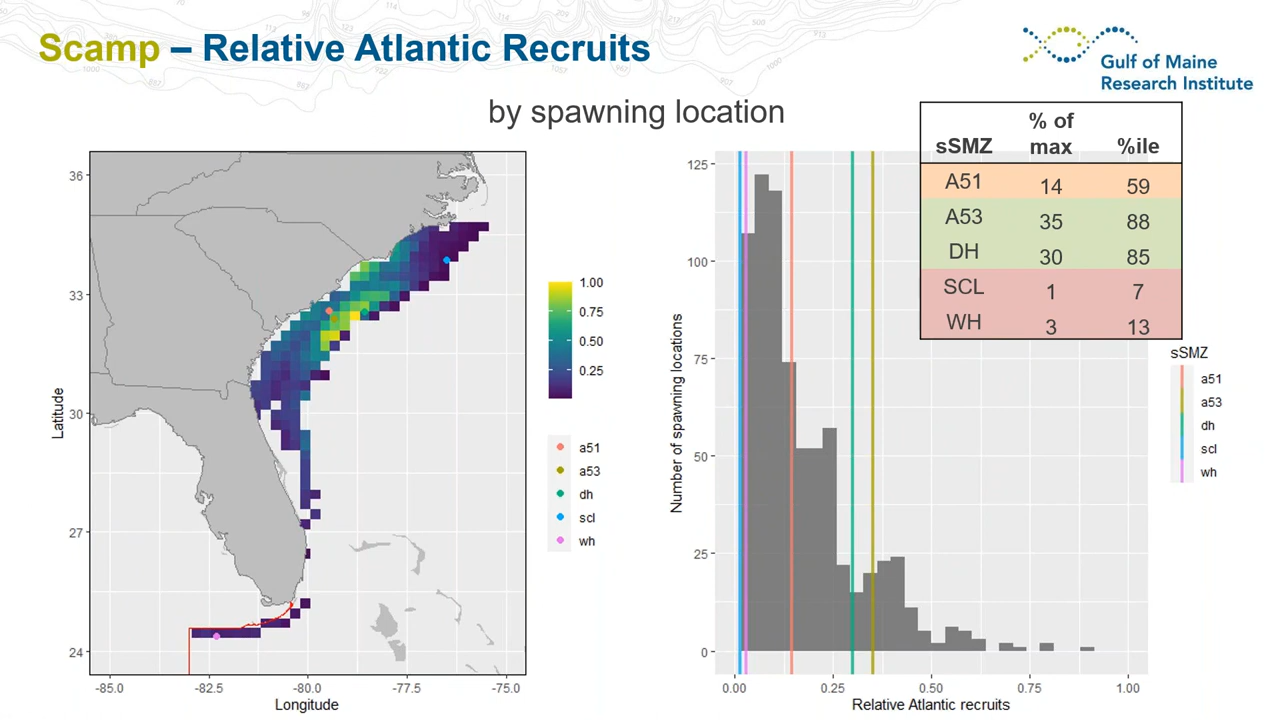 Scamp – Relative Atlantic Recruits
Gulf of Maine
Research Institute
by spawning location
sSMZ % of max %ile
A51 14 59
A53 35 88
DH 30 85
SCL 1 7
WH 3 13
36
33
30
27
24
Latitude
-85.0 -82.5 -80.0 -77.5 -75.0
Longitude
1.00
0.75
0.50
0.25
a51
a53
dh
scl
wh
125
100
75
50
25
0
Number of spawning locations
0.00 0.25 0.50 0.75 1.00
Relative Atlantic recruits
sSMZ
a51
a53
dh
scl
wh